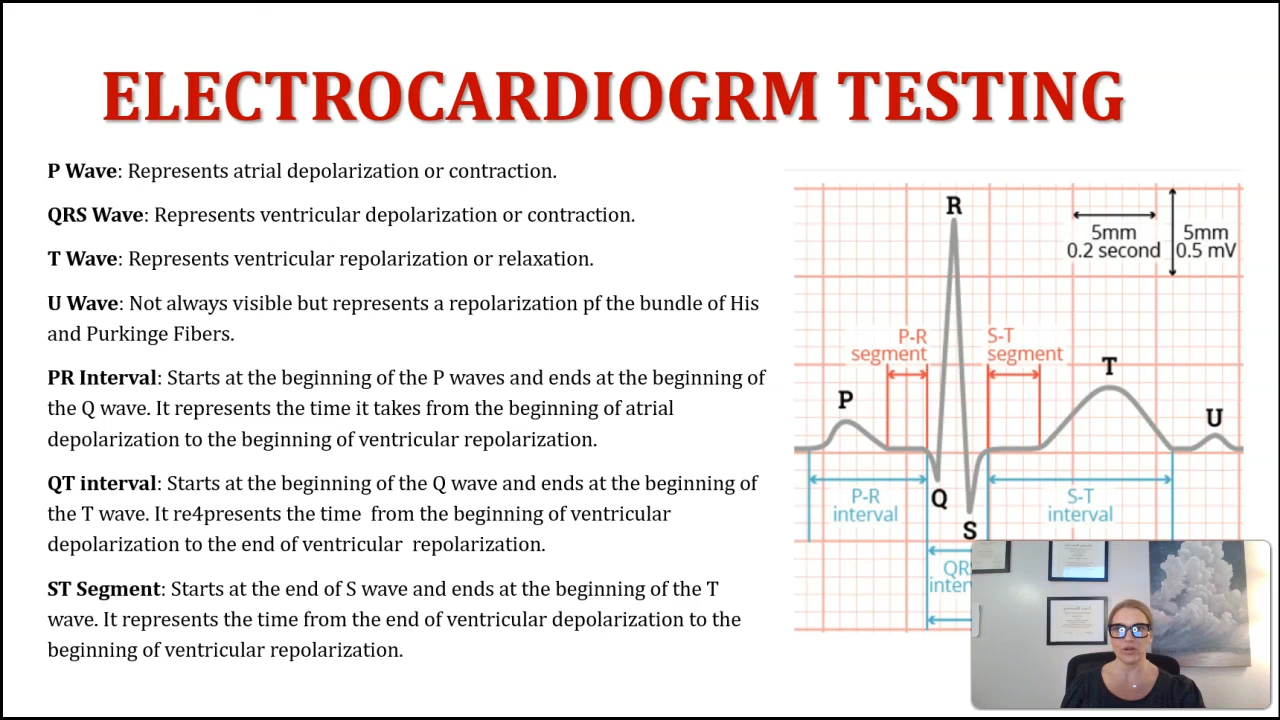 ELECTROCARDIOGRM TESTING
P Wave: Represents atrial depolarization or contraction.
QRS Wave: Represents ventricular depolarization or contraction.
T Wave: Represents ventricular repolarization or relaxation.
U Wave: Not always visible but represents a repolarization pf the bundle of His
and Purkinge Fibers.
PR Interval: Starts at the beginning of the P waves and ends at the beginning of
the Q wave. It represents the time it takes from the beginning of atrial
depolarization to the beginning of ventricular repolarization.
QT interval: Starts at the beginning of the Q wave and ends at the beginning of
the T wave. It re4presents the time  from the beginning of ventricular
depolarization to the end of ventricular  repolarization.
ST Segment: Starts at the end of S wave and ends at the beginning of the T
wave. It represents the time from the end of ventricular depolarization to the
beginning of ventricular repolarization.
R
5mm
0.2 second
5mm
0.5 mV
P-R
segment
S-T
segment
P
T
U
Q
S
P-R
interval
S-T
interval